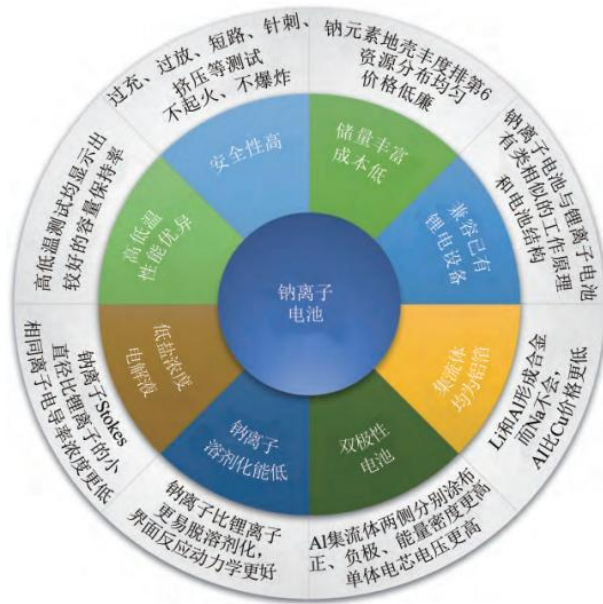 钠离子
电池
储量丰富
成本低
钠元素地壳丰度排第6
资源分布均匀
价格低廉
兼容已有
锂电设备
钠离子电池与锂离子电池
有类相似的工作原理
和电池结构
集流体
均为铝箔
Li和Al形成合金
而Na不会,
Al比Cu价格更低
双极性
电池
Al集流体两侧分别涂布
正、负极、能量密度更高
单体电芯电压更高
钠离子
溶剂化能低
钠离子比锂离子
更易脱溶剂化,
界面反应动力学更好
低盐浓度
电解液
钠离子Stokes
直径比锂离子的小
相同离子电导率浓度更低
高低温
性能优异
高低温测试均显示出
较好的容量保持率
安全性高
过充、过放、短路、针刺、
挤压等测试
不起火、不爆炸